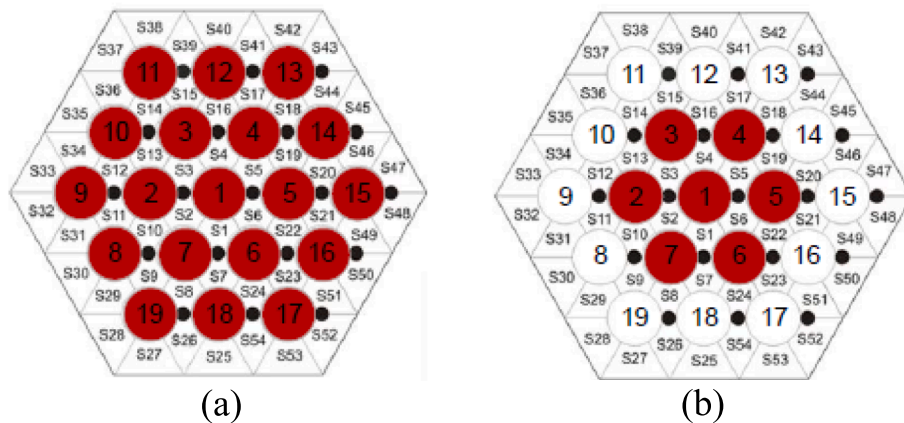 S38 S40 S42
S37 S39 S41 S43
11 12 13
S36 S15 S17 S44
S35 S14 S16 S18 S45
10 3 4 14
S34 S13 S4 S19 S46
S33 S12 S3 S5 S20 S47
9 2 1 5 15
S32 S11 S2 S6 S21 S48
S31 S10 S1 S22 S49
8 7 6 16
S30 S9 S7 S23 S50
S29 S8 S24 S51
19 18 17
S28 S26 S54 S52
S27 S25 S53
(a)
S38 S40 S42
S37 S39 S41 S43
11 12 13
S36 S15 S17 S44
S35 S14 S16 S18 S45
10 3 4 14
S34 S13 S4 S19 S46
S33 S12 S3 S5 S20 S47
9 2 1 5 15
S32 S11 S2 S6 S21 S48
S31 S10 S1 S22 S49
8 7 6 16
S30 S9 S7 S23 S50
S29 S8 S24 S51
19 18 17
S28 S26 S54 S52
S27 S25 S53
(b)